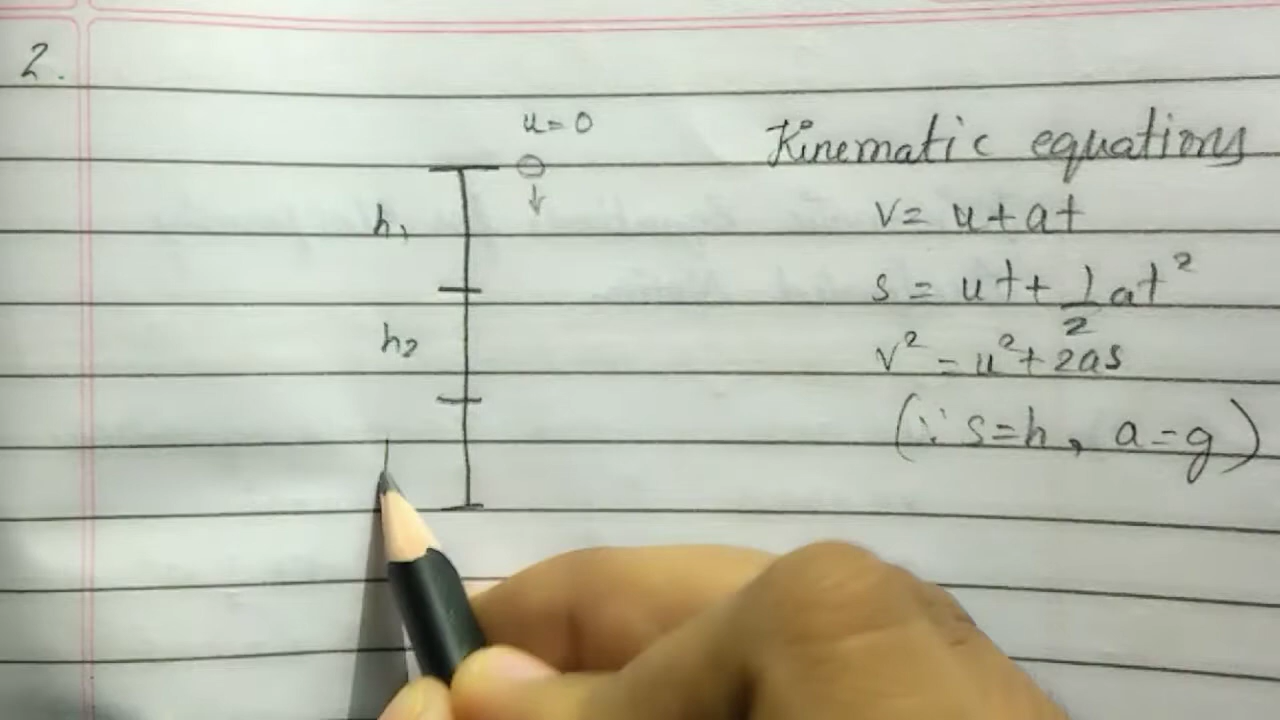 2.
u=0
h₁
h₂
Kinematic equations
v= u+at
s = ut+ 1/2 at²
v² = u²+2as
(∵ s=h, a=g)